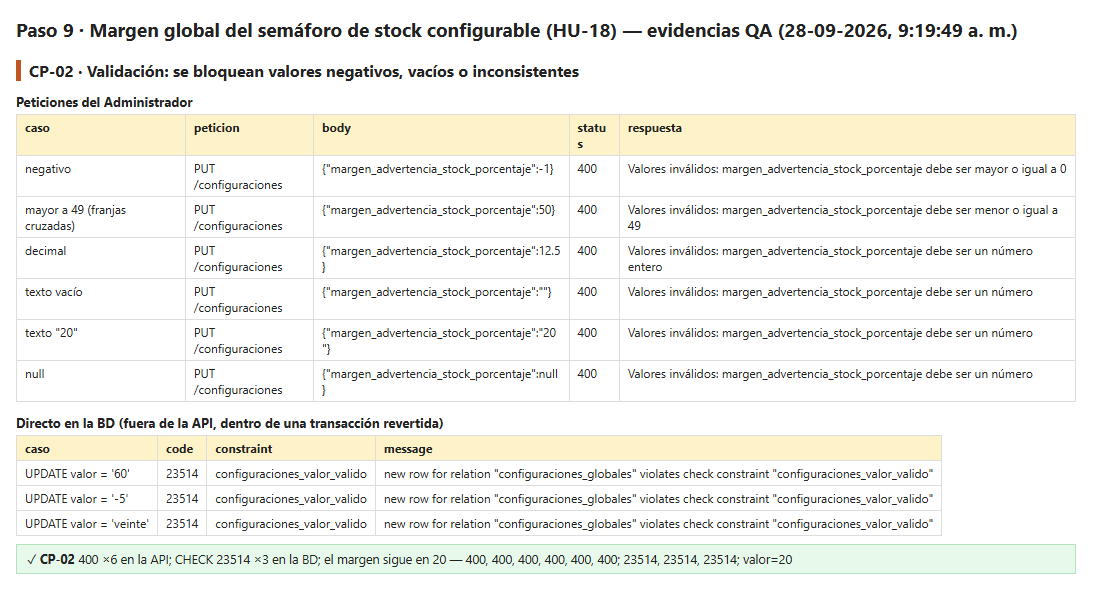 Paso 9 · Margen global del semáforo de stock configurable (HU-18) — evidencias QA (28-09-2026, 9:19:49 a. m.)
CP-02 · Validación: se bloquean valores negativos, vacíos o inconsistentes
Peticiones del Administrador
caso peticion body statu
s respuesta
negativo PUT
/configuraciones {"margen_advertencia_stock_porcentaje":-1} 400 Valores inválidos: margen_advertencia_stock_porcentaje debe ser mayor o igual a 0
mayor a 49 (franjas
cruzadas) PUT
/configuraciones {"margen_advertencia_stock_porcentaje":50} 400 Valores inválidos: margen_advertencia_stock_porcentaje debe ser menor o igual a
49
decimal PUT
/configuraciones {"margen_advertencia_stock_porcentaje":12.5
} 400 Valores inválidos: margen_advertencia_stock_porcentaje debe ser un número
entero
texto vacío PUT
/configuraciones {"margen_advertencia_stock_porcentaje":""} 400 Valores inválidos: margen_advertencia_stock_porcentaje debe ser un número
texto "20" PUT
/configuraciones {"margen_advertencia_stock_porcentaje":"20
"} 400 Valores inválidos: margen_advertencia_stock_porcentaje debe ser un número
null PUT
/configuraciones {"margen_advertencia_stock_porcentaje":null
} 400 Valores inválidos: margen_advertencia_stock_porcentaje debe ser un número
Directo en la BD (fuera de la API, dentro de una transacción revertida)
caso code constraint message
UPDATE valor = '60' 23514 configuraciones_valor_valido new row for relation "configuraciones_globales" violates check constraint "configuraciones_valor_valido"
UPDATE valor = '-5' 23514 configuraciones_valor_valido new row for relation "configuraciones_globales" violates check constraint "configuraciones_valor_valido"
UPDATE valor = 'veinte' 23514 configuraciones_valor_valido new row for relation "configuraciones_globales" violates check constraint "configuraciones_valor_valido"
✓ CP-02 400 ×6 en la API; CHECK 23514 ×3 en la BD; el margen sigue en 20 — 400, 400, 400, 400, 400, 400; 23514, 23514, 23514; valor=20